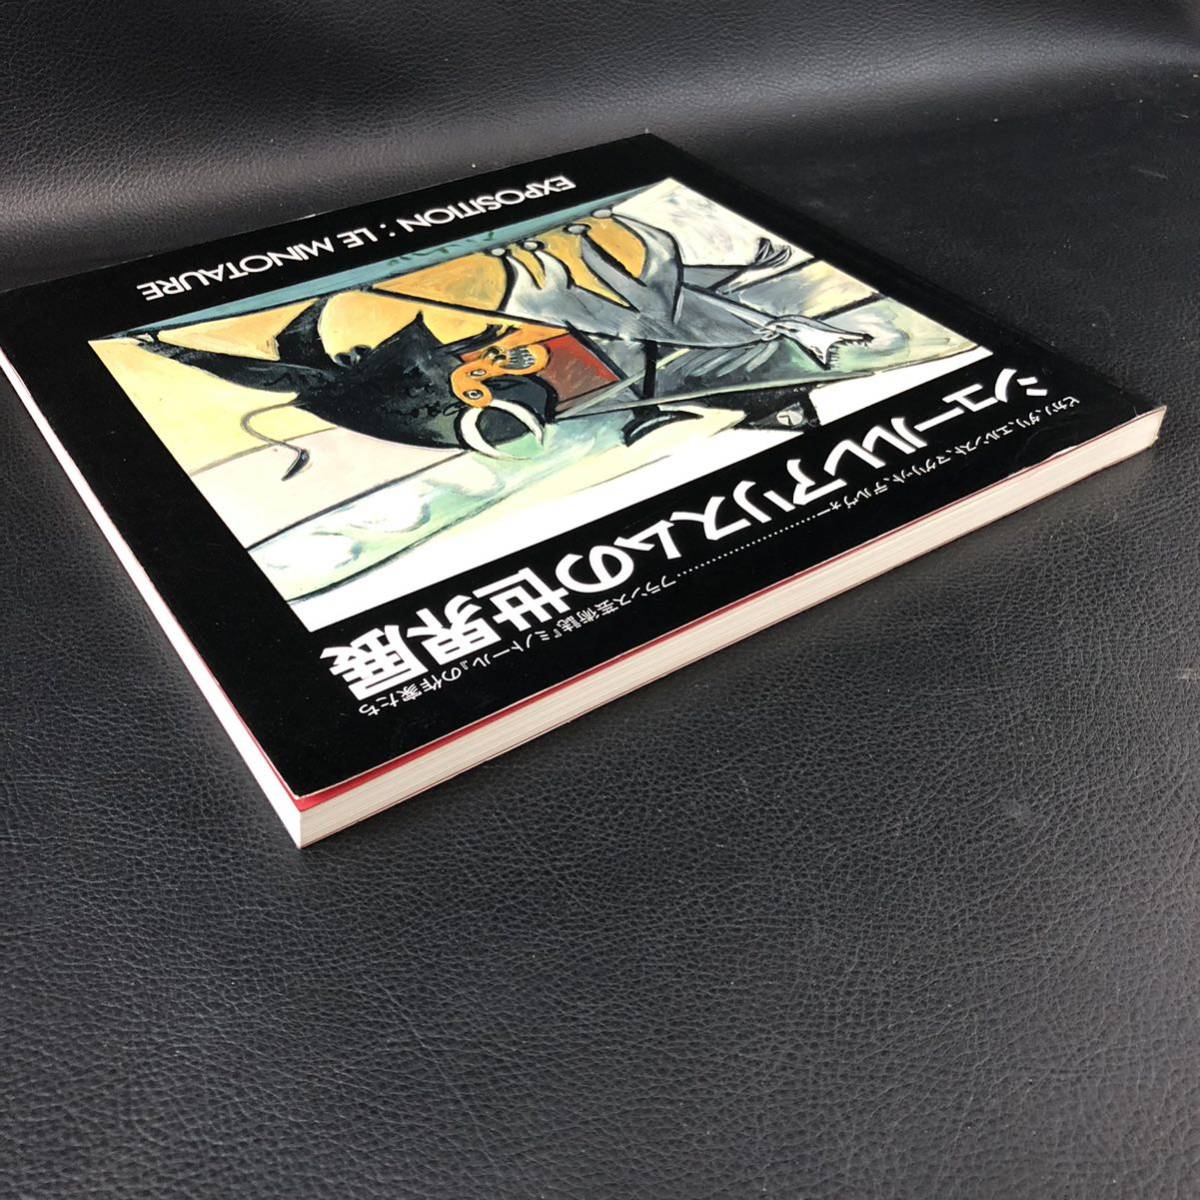 ピカソ、ダリ、エルンスト、マグリット、デルヴォー……………フランス芸術誌『ミノトール』の作家たち
シュールレアリスムの世界展
EXPOSITION : LE MINOTAURE